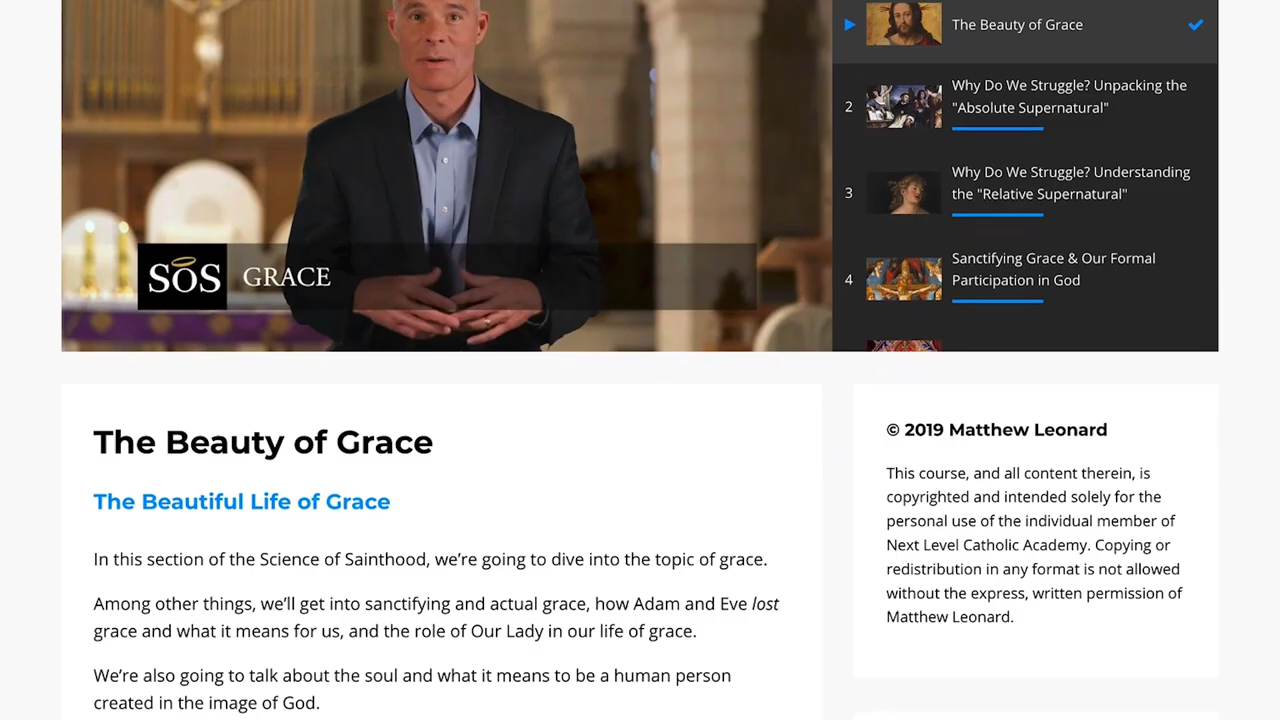 The Beauty of Grace
2
Why Do We Struggle? Unpacking the
"Absolute Supernatural"
3
Why Do We Struggle? Understanding
the "Relative Supernatural"
4
Sanctifying Grace & Our Formal
Participation in God
SOS GRACE
The Beauty of Grace
The Beautiful Life of Grace
In this section of the Science of Sainthood, we’re going to dive into the topic of grace.
Among other things, we’ll get into sanctifying and actual grace, how Adam and Eve lost
grace and what it means for us, and the role of Our Lady in our life of grace.
We’re also going to talk about the soul and what it means to be a human person
created in the image of God.
© 2019 Matthew Leonard
This course, and all content therein, is
copyrighted and intended solely for the
personal use of the individual member of
Next Level Catholic Academy. Copying or
redistribution in any format is not allowed
without the express, written permission of
Matthew Leonard.